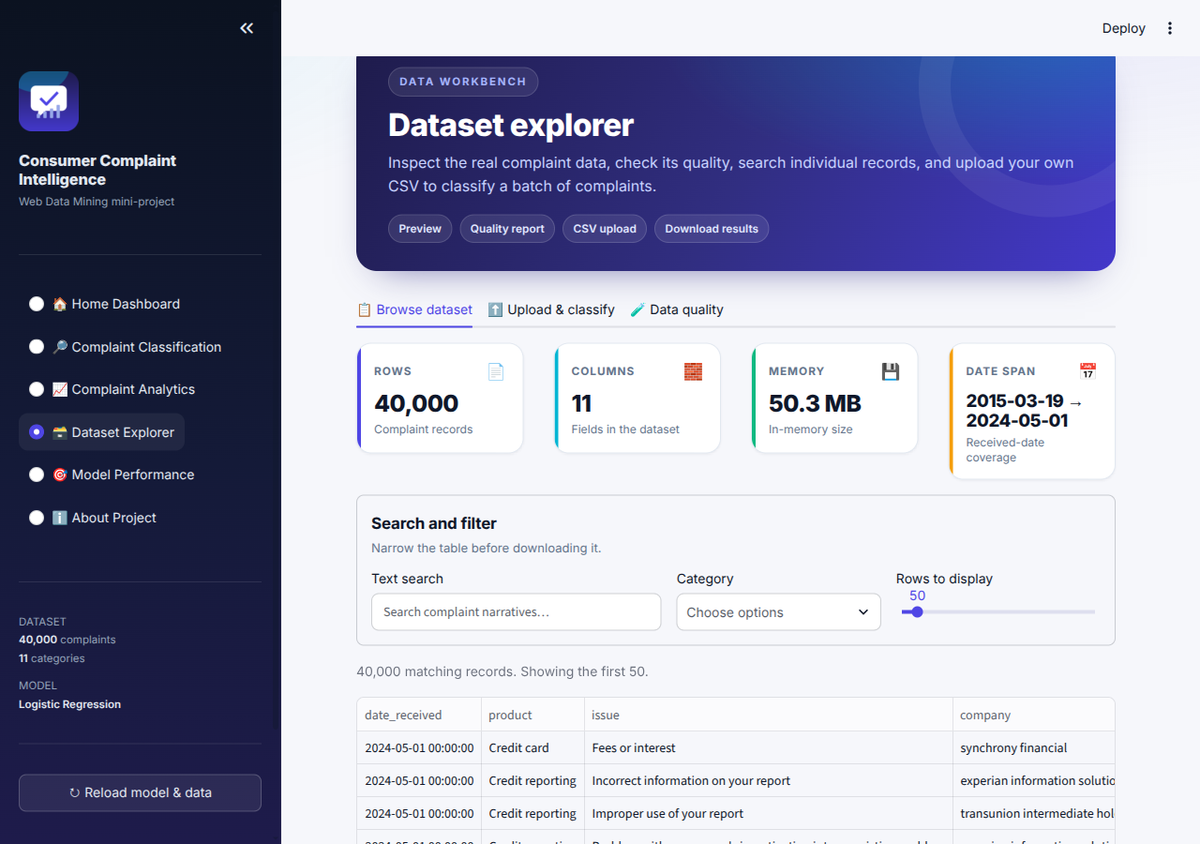 Deploy
Consumer Complaint
Intelligence
Web Data Mining mini-project
🏠 Home Dashboard
🔎 Complaint Classification
📈 Complaint Analytics
🗃️ Dataset Explorer
🎯 Model Performance
ℹ️ About Project
DATASET
40,000 complaints
11 categories
MODEL
Logistic Regression
↻ Reload model & data
DATA WORKBENCH
Dataset explorer
Inspect the real complaint data, check its quality, search individual records, and upload your own
CSV to classify a batch of complaints.
Preview Quality report CSV upload Download results
📋 Browse dataset ⬆️ Upload & classify 🧪 Data quality
ROWS
40,000
Complaint records
COLUMNS
11
Fields in the dataset
MEMORY
50.3 MB
In-memory size
DATE SPAN
2015-03-19 →
2024-05-01
Received-date
coverage
Search and filter
Narrow the table before downloading it.
Text search
Search complaint narratives...
Category
Choose options
Rows to display
50
40,000 matching records. Showing the first 50.
date_received product issue company
2024-05-01 00:00:00 Credit card Fees or interest synchrony financial
2024-05-01 00:00:00 Credit reporting Incorrect information on your report experian information solutio
2024-05-01 00:00:00 Credit reporting Improper use of your report transunion intermediate hol